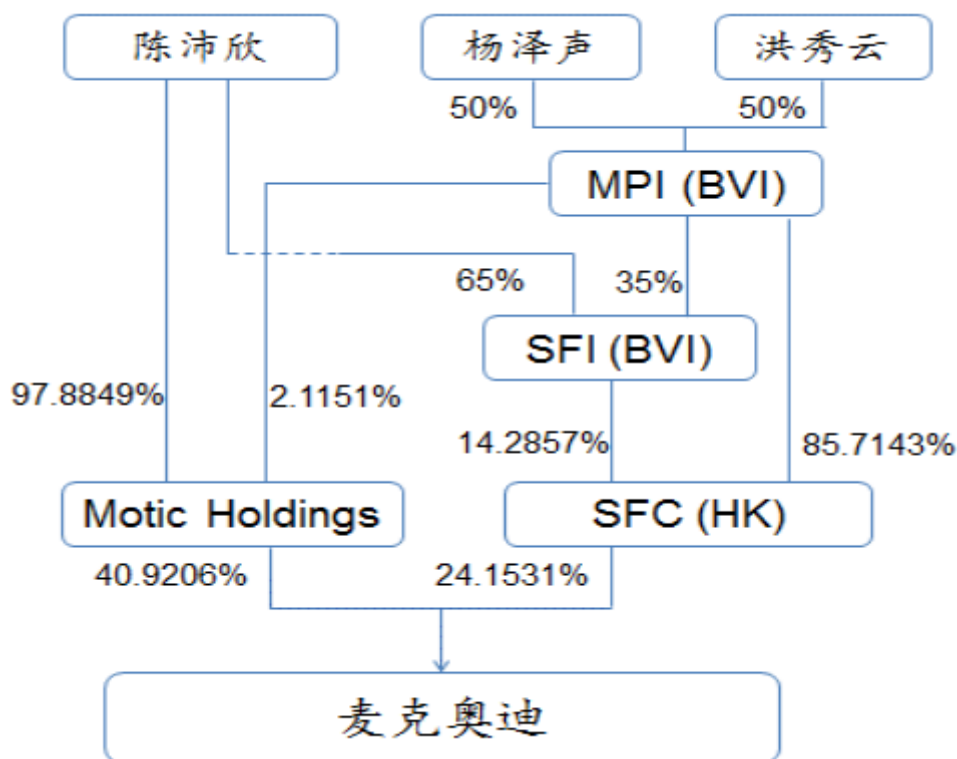 陈沛欣
杨泽声
洪秀云
50%
50%
MPI (BVI)
65%
35%
SFI (BVI)
97.8849%
2.1151%
14.2857%
85.7143%
Motic Holdings
SFC (HK)
40.9206%
24.1531%
麦克奥迪